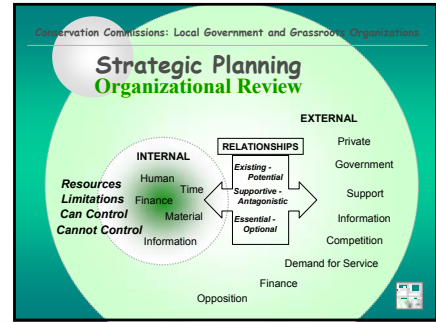 Conservation Commissions: Local Government and Grassroots Organizations
Strategic Planning
Organizational Review
EXTERNAL
RELATIONSHIPS
INTERNAL
Resources
Limitations
Can Control
Cannot Control
Human
Time
Finance
Material
Information
Existing -
Potential
Supportive -
Antagonistic
Essential -
Optional
Private
Government
Support
Information
Competition
Demand for Service
Finance
Opposition